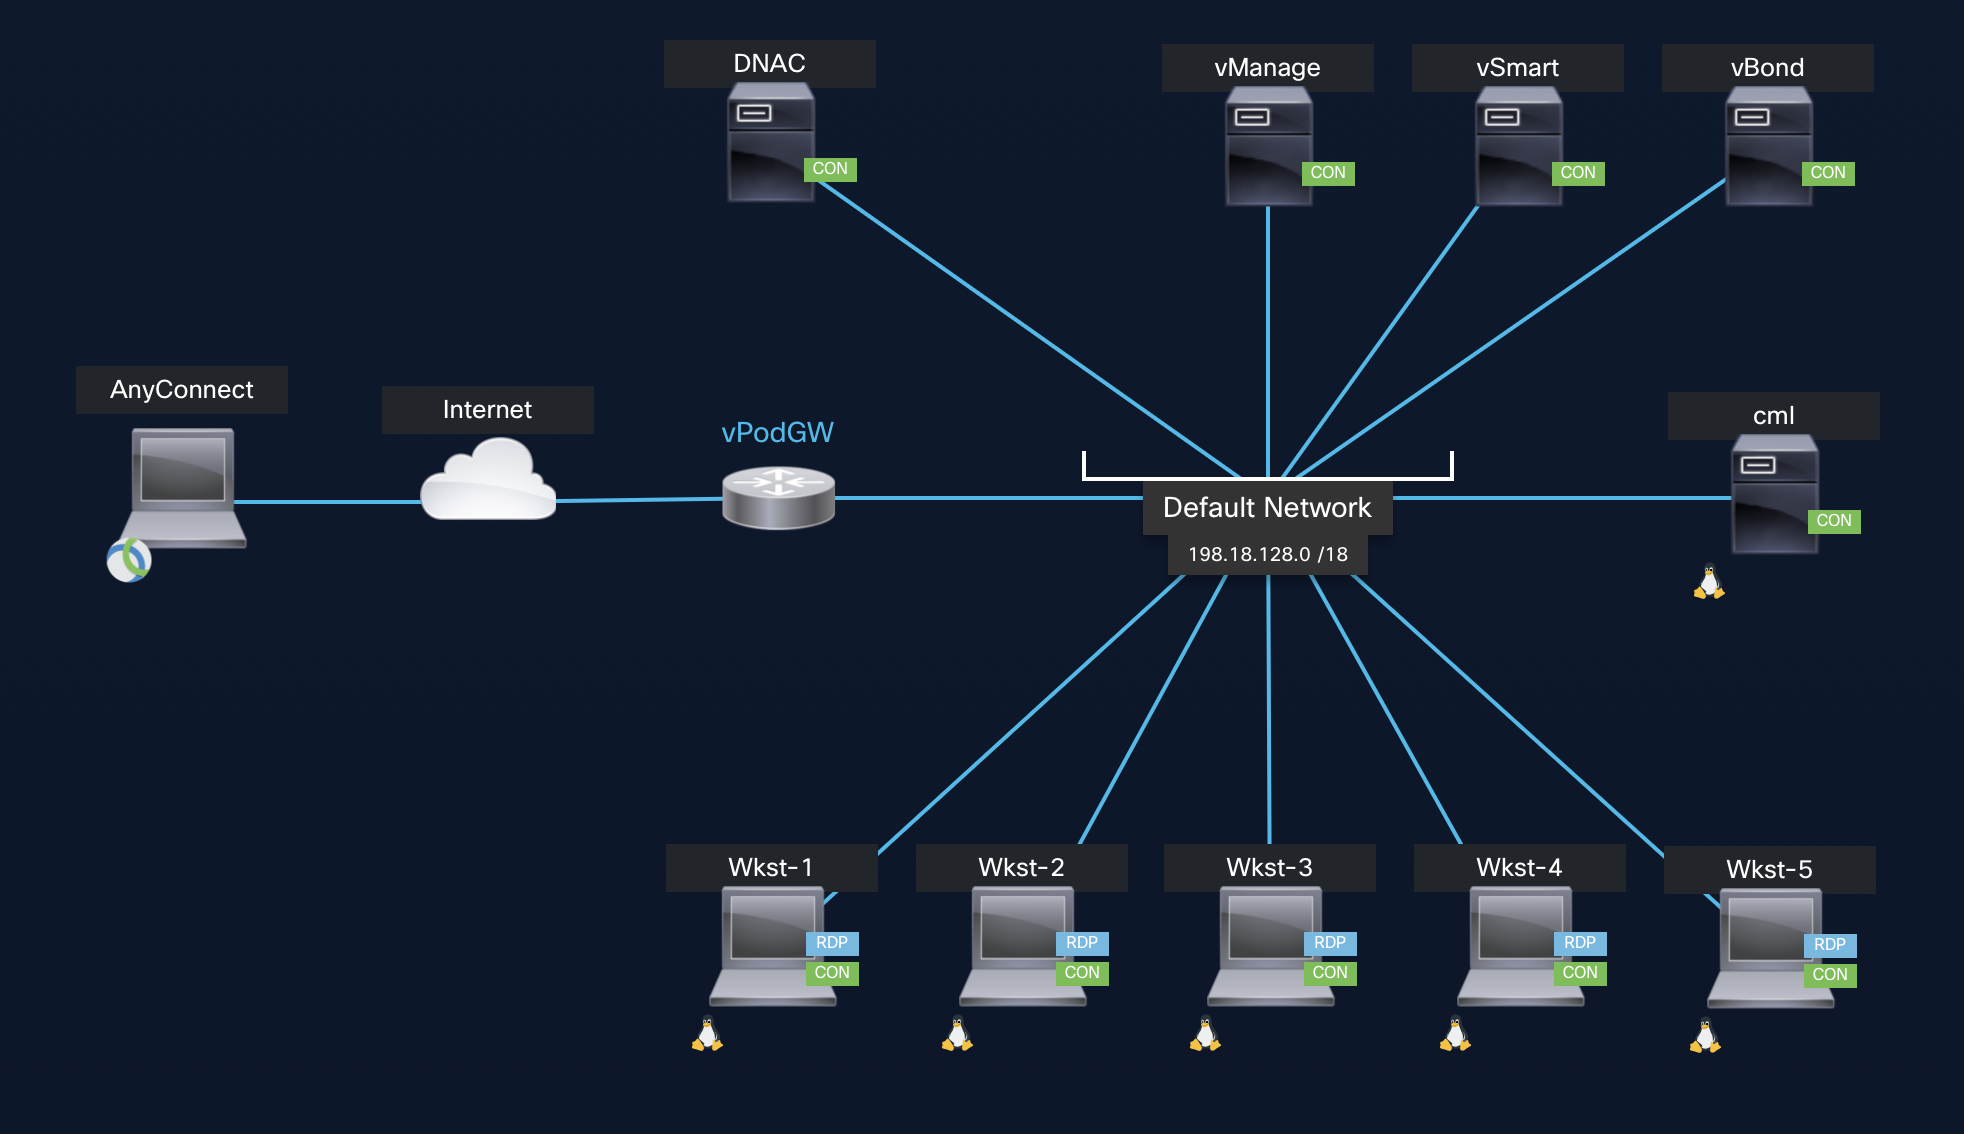 DNAC
vManage
vSmart
vBond
CON
CON
CON
CON
AnyConnect
Internet
vPodGW
cml
Default Network
198.18.128.0 /18
CON
Wkst-1
Wkst-2
Wkst-3
Wkst-4
Wkst-5
RDP
RDP
RDP
RDP
RDP
CON
CON
CON
CON
CON